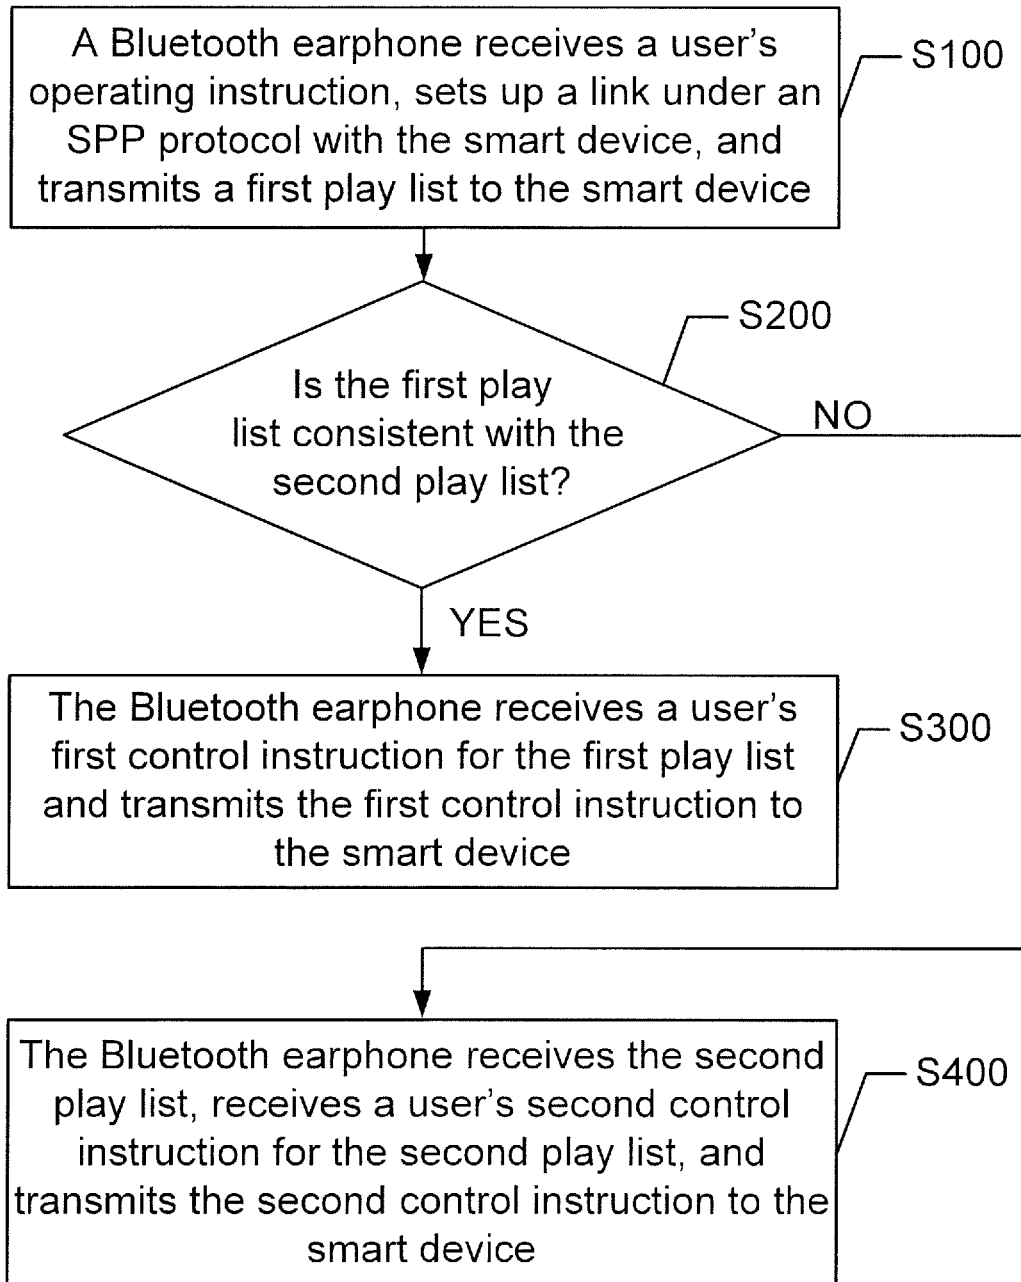 A Bluetooth earphone receives a user's
operating instruction, sets up a link under an
SPP protocol with the smart device, and
transmits a first play list to the smart device
S100
S200
Is the first play
list consistent with the
second play list?
NO
YES
The Bluetooth earphone receives a user's
first control instruction for the first play list
and transmits the first control instruction to
the smart device
S300
The Bluetooth earphone receives the second
play list, receives a user's second control
instruction for the second play list, and
transmits the second control instruction to the
smart device
S400